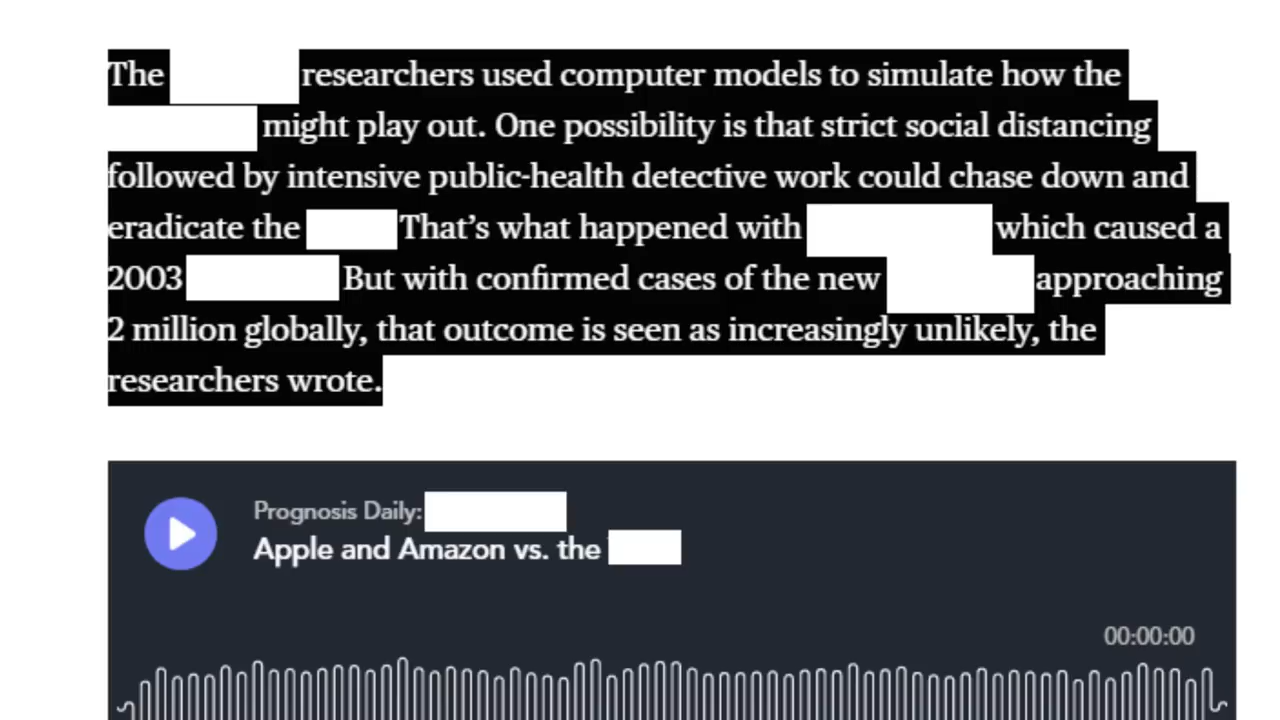 The researchers used computer models to simulate how the
might play out. One possibility is that strict social distancing
followed by intensive public-health detective work could chase down and
eradicate the That’s what happened with which caused a
2003 But with confirmed cases of the new approaching
2 million globally, that outcome is seen as increasingly unlikely, the
researchers wrote.
Prognosis Daily:
Apple and Amazon vs. the
00:00:00